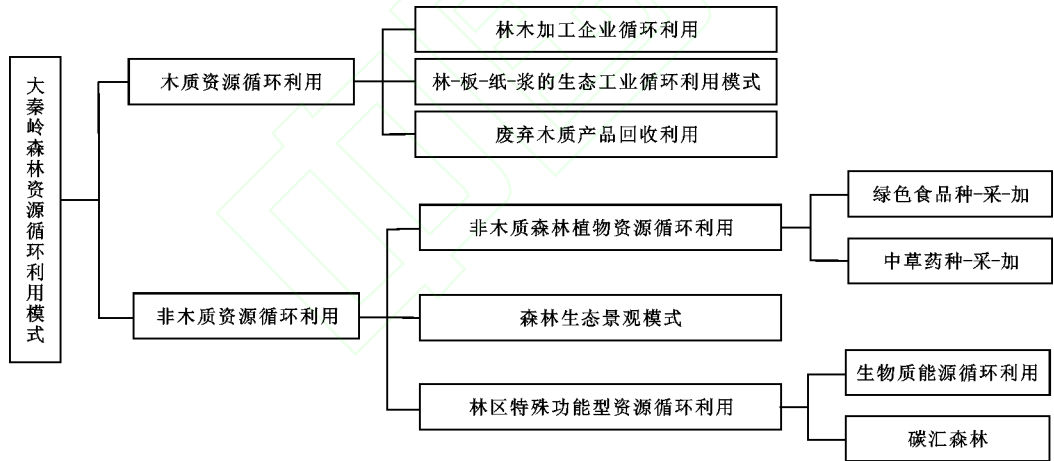 大秦岭森林资源循环利用模式
木质资源循环利用
林木加工企业循环利用
林-板-纸-浆的生态工业循环利用模式
废弃木质产品回收利用
非木质资源循环利用
非木质森林植物资源循环利用
绿色食品种-采-加
中草药种-采-加
森林生态景观模式
林区特殊功能型资源循环利用
生物质能源循环利用
碳汇森林